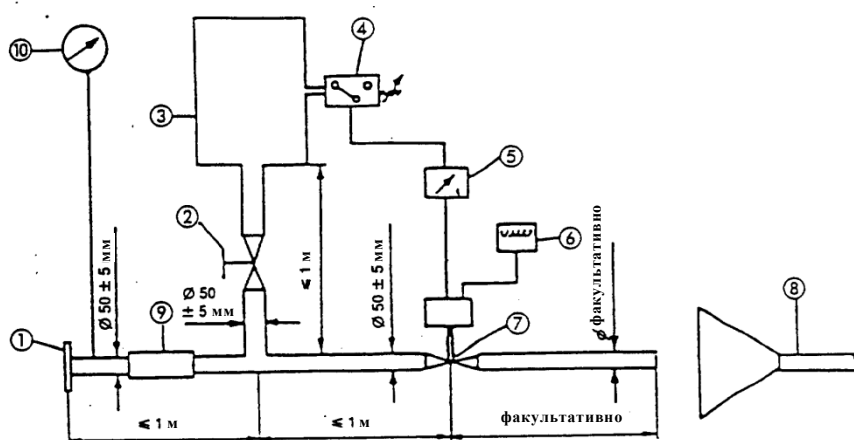 10
4
3
5
2
6
Ø 50 ± 5 мм
Ø 50
± 5 мм
≤ 1 м
Ø 50 ± 5 мм
Ø факультативно
8
1
9
7
≤ 1 м
≤ 1 м
факультативно